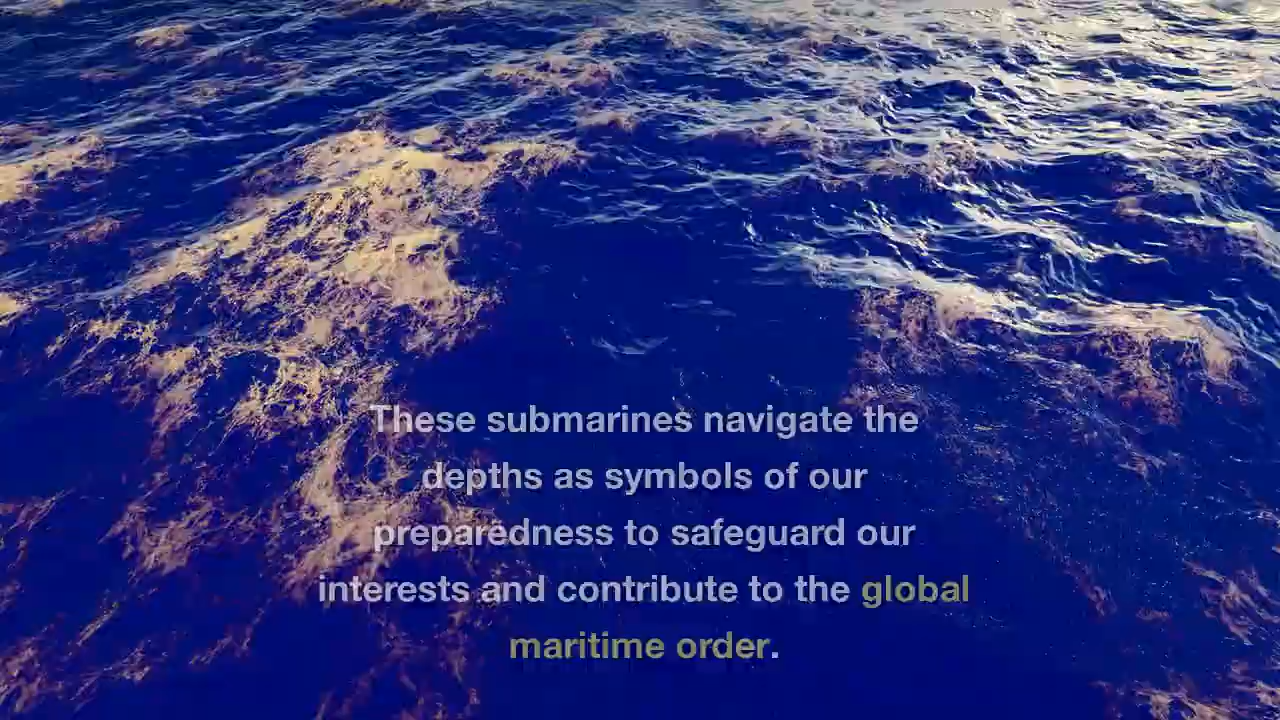 These submarines navigate the
depths as symbols of our
preparedness to safeguard our
interests and contribute to the global
maritime order.